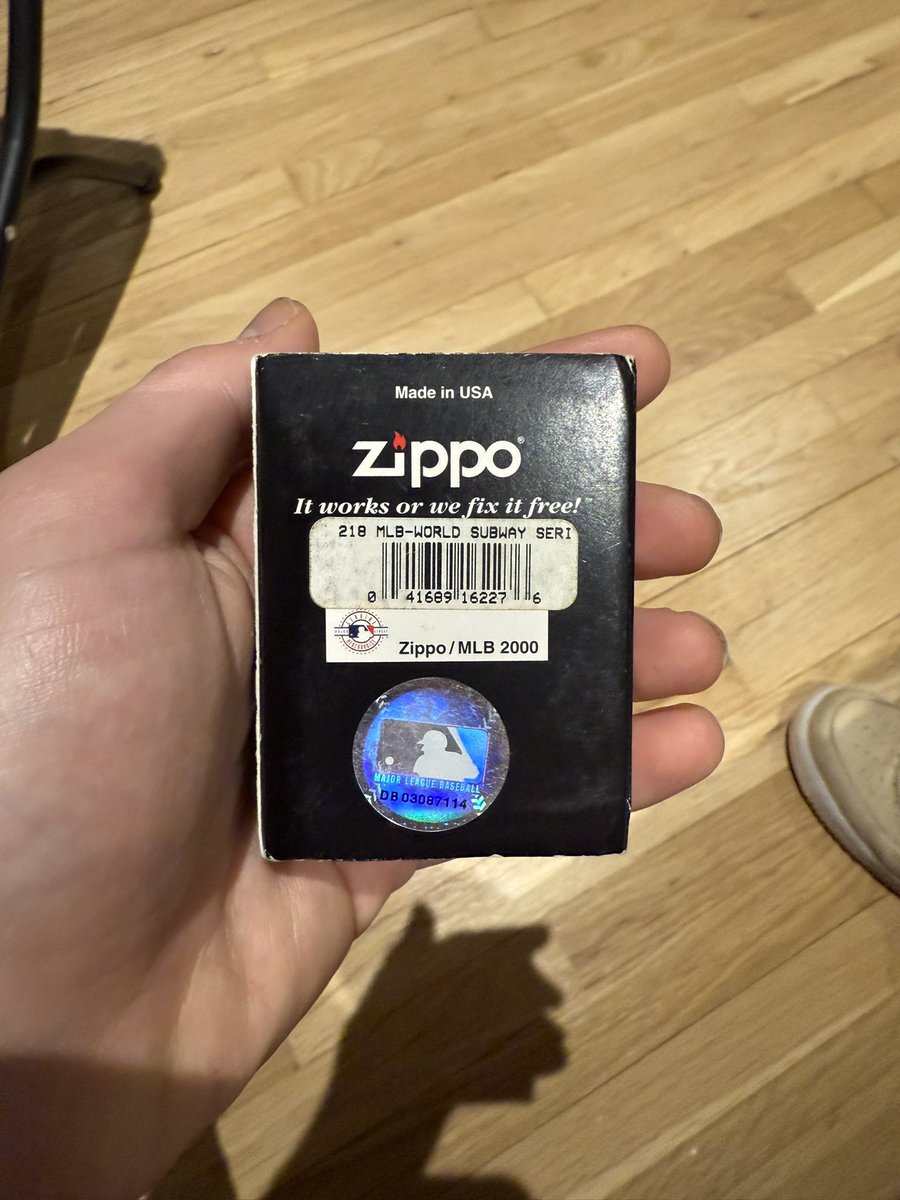 Made in USA
zippo®
It works or we fix it free!™
218 MLB-WORLD SUBWAY SERI
0 41689 16227 6
Zippo/MLB 2000
MAJOR LEAGUE BASEBALL
DB 03087114